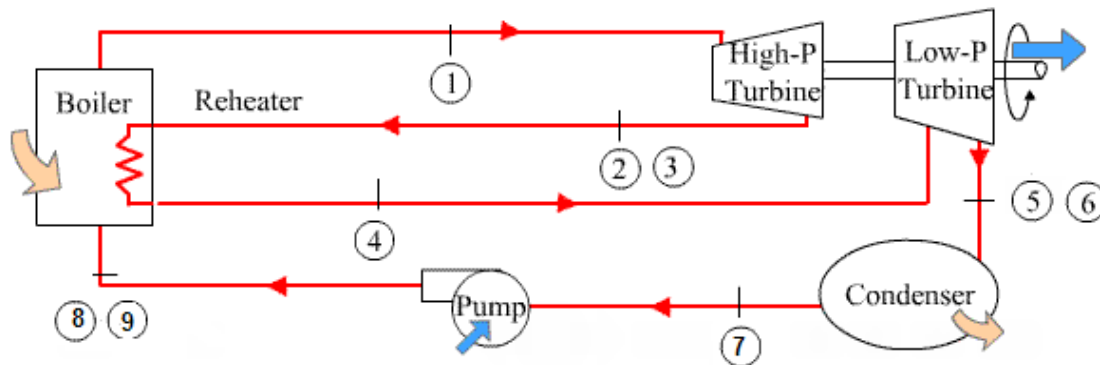 High-P
Turbine
Low-P
Turbine
Boiler
Reheater
1
2 3
4
5 6
Condenser
Pump
8 9
7